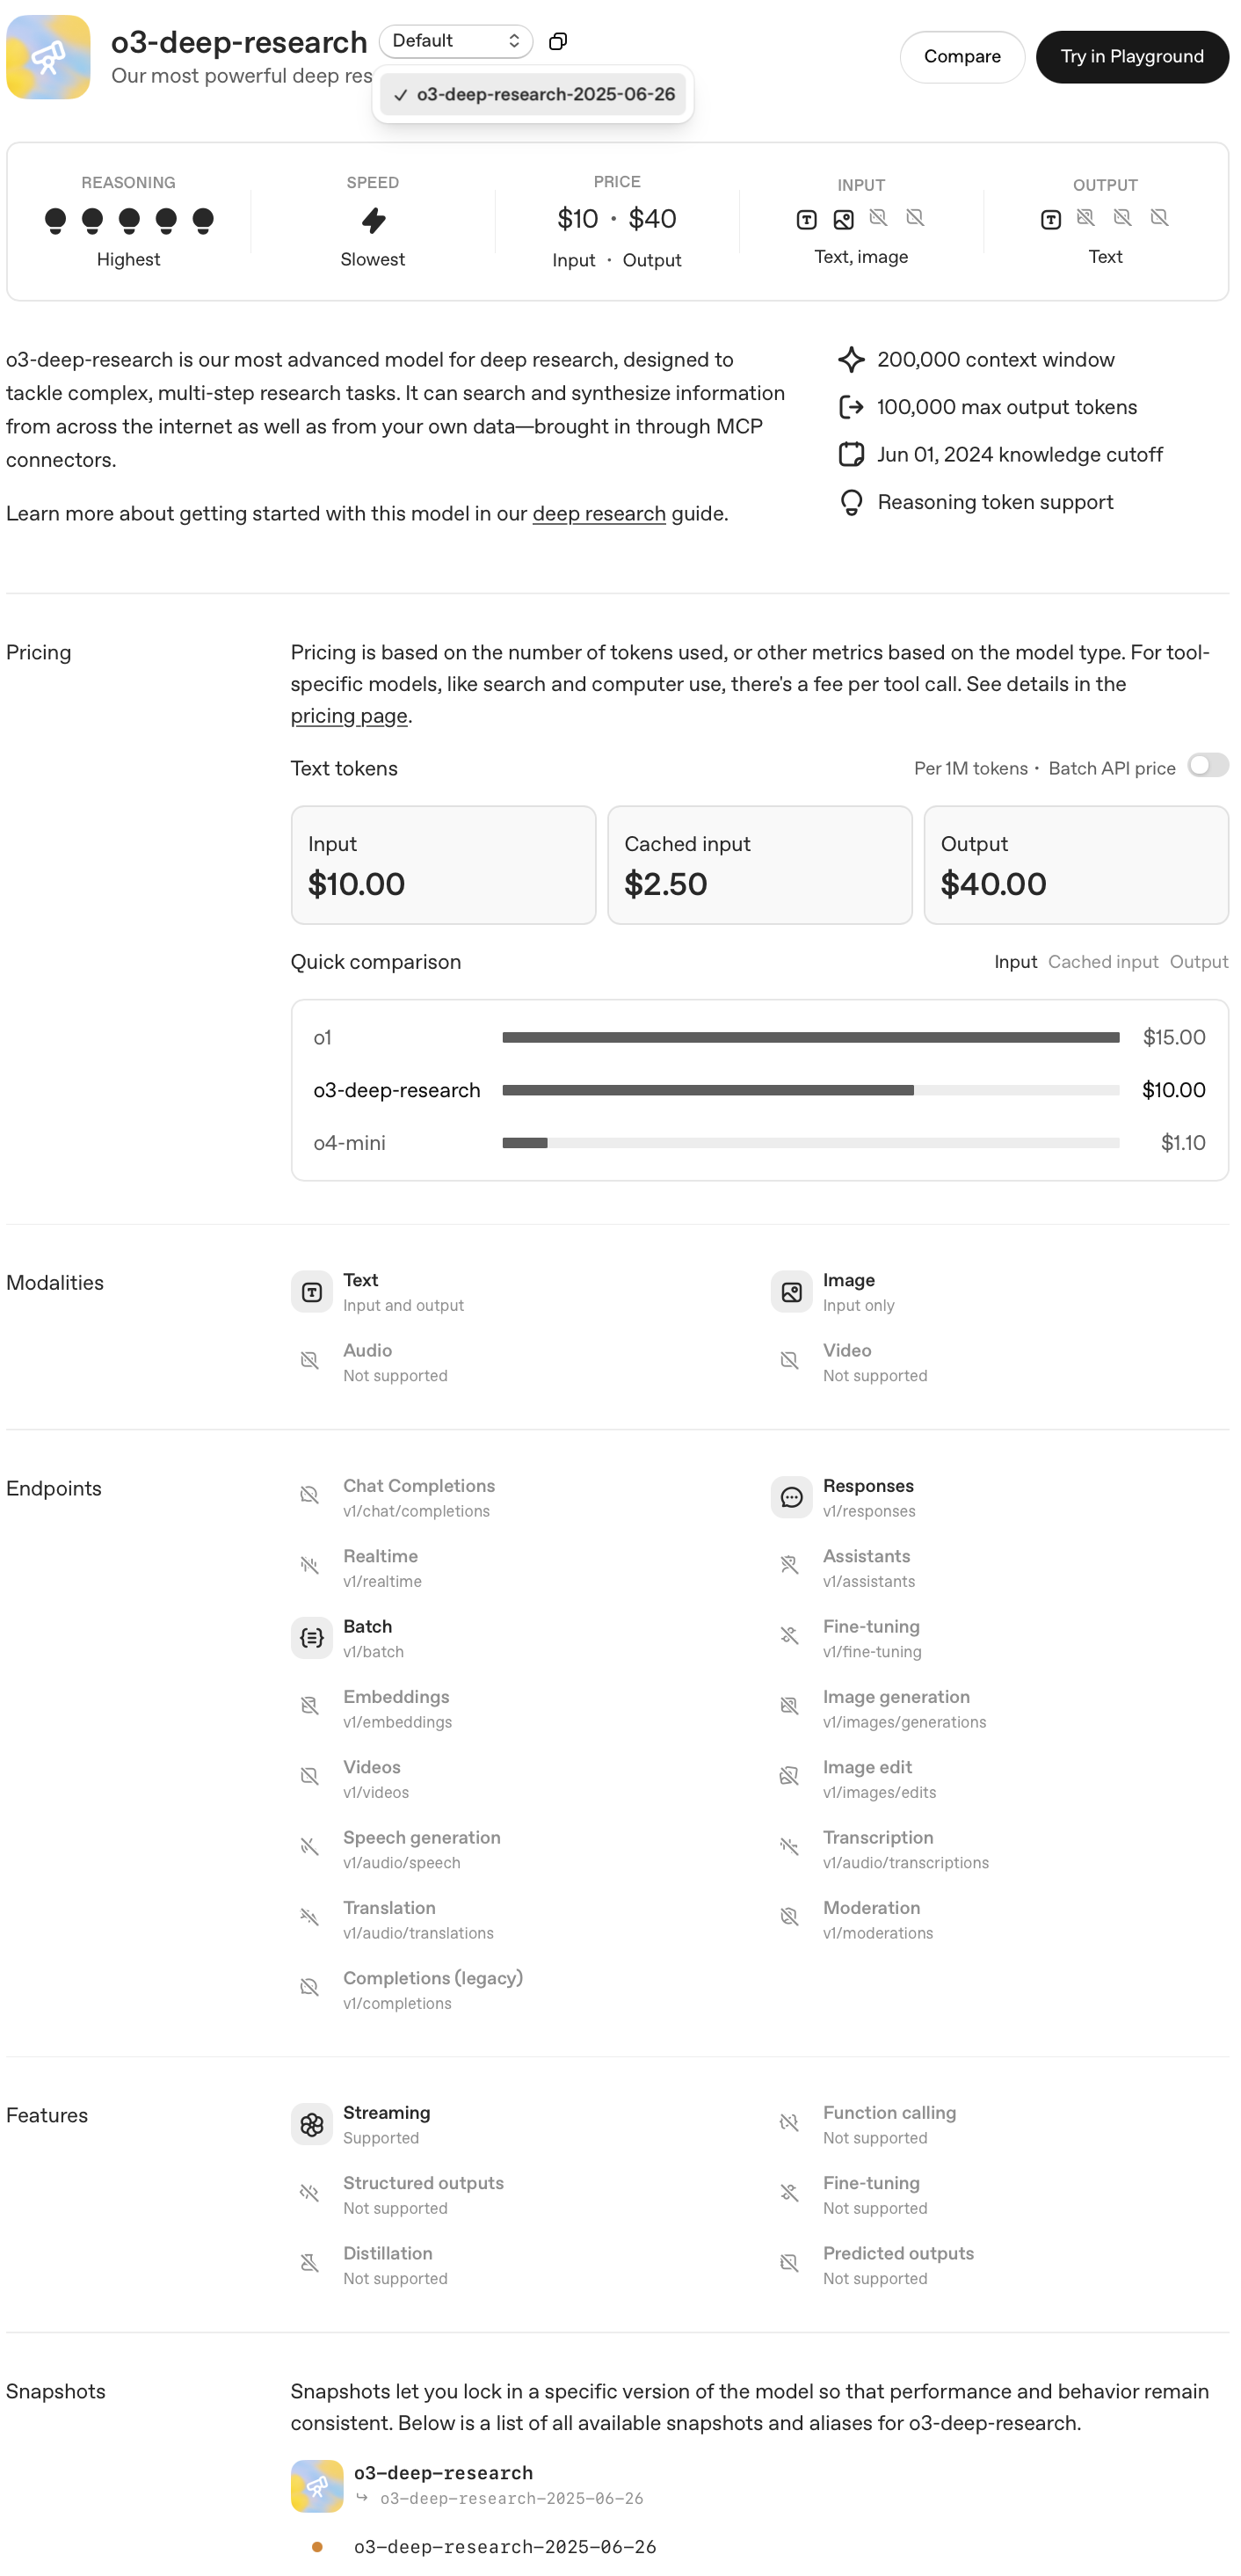 o3-deep-research
Default
Our most powerful deep res
✓ o3-deep-research-2025-06-26
Compare
Try in Playground
REASONING
Highest
SPEED
Slowest
PRICE
$10 • $40
Input • Output
INPUT
Text, image
OUTPUT
Text
o3-deep-research is our most advanced model for deep research, designed to
tackle complex, multi-step research tasks. It can search and synthesize information
from across the internet as well as from your own data—brought in through MCP
connectors.
Learn more about getting started with this model in our deep research guide.
200,000 context window
100,000 max output tokens
Jun 01, 2024 knowledge cutoff
Reasoning token support
Pricing
Pricing is based on the number of tokens used, or other metrics based on the model type. For tool-
specific models, like search and computer use, there's a fee per tool call. See details in the
pricing page.
Text tokens
Per 1M tokens • Batch API price
Input
$10.00
Cached input
$2.50
Output
$40.00
Quick comparison
Input Cached input Output
o1 $15.00
o3-deep-research $10.00
o4-mini $1.10
Modalities
Text
Input and output
Image
Input only
Audio
Not supported
Video
Not supported
Endpoints
Chat Completions
v1/chat/completions
Responses
v1/responses
Realtime
v1/realtime
Assistants
v1/assistants
Batch
v1/batch
Fine-tuning
v1/fine-tuning
Embeddings
v1/embeddings
Image generation
v1/images/generations
Videos
v1/videos
Image edit
v1/images/edits
Speech generation
v1/audio/speech
Transcription
v1/audio/transcriptions
Translation
v1/audio/translations
Moderation
v1/moderations
Completions (legacy)
v1/completions
Features
Streaming
Supported
Function calling
Not supported
Structured outputs
Not supported
Fine-tuning
Not supported
Distillation
Not supported
Predicted outputs
Not supported
Snapshots
Snapshots let you lock in a specific version of the model so that performance and behavior remain
consistent. Below is a list of all available snapshots and aliases for o3-deep-research.
o3-deep-research
↪ o3-deep-research-2025-06-26
o3-deep-research-2025-06-26